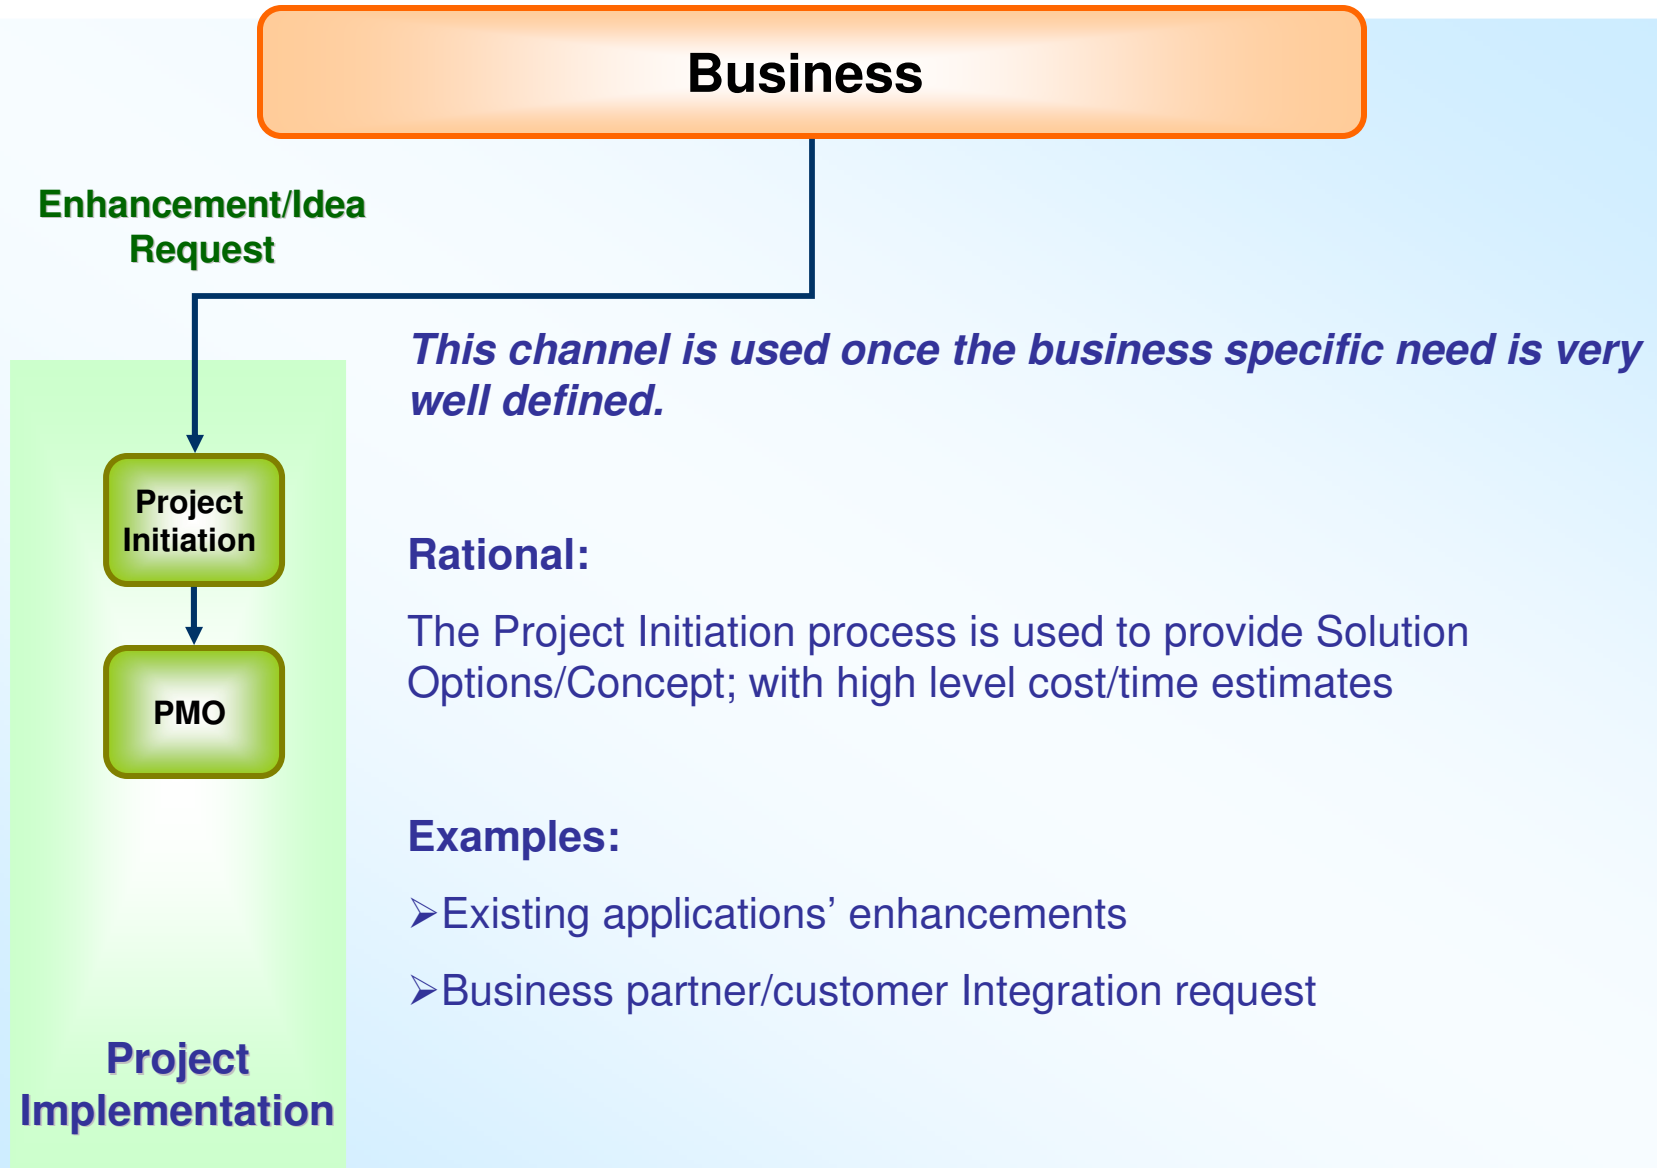 Business
Enhancement/Idea
Request
This channel is used once the business specific need is very
well defined.
Project
Initiation
Rational:
The Project Initiation process is used to provide Solution
Options/Concept; with high level cost/time estimates
PMO
Examples:
➢Existing applications’ enhancements
➢Business partner/customer Integration request
Project
Implementation